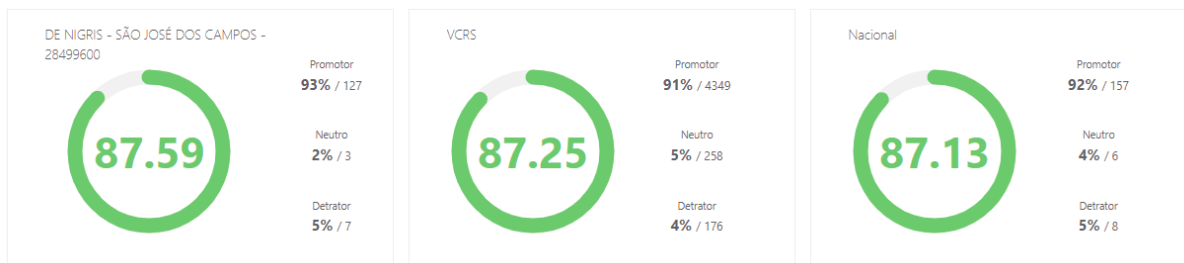 DE NIGRIS - SÃO JOSÉ DOS CAMPOS -
28499600
Promotor
93% / 127
87.59
Neutro
2% / 3
Detrator
5% / 7
VCRS
Promotor
91% / 4349
87.25
Neutro
5% / 258
Detrator
4% / 176
Nacional
Promotor
92% / 157
87.13
Neutro
4% / 6
Detrator
5% / 8